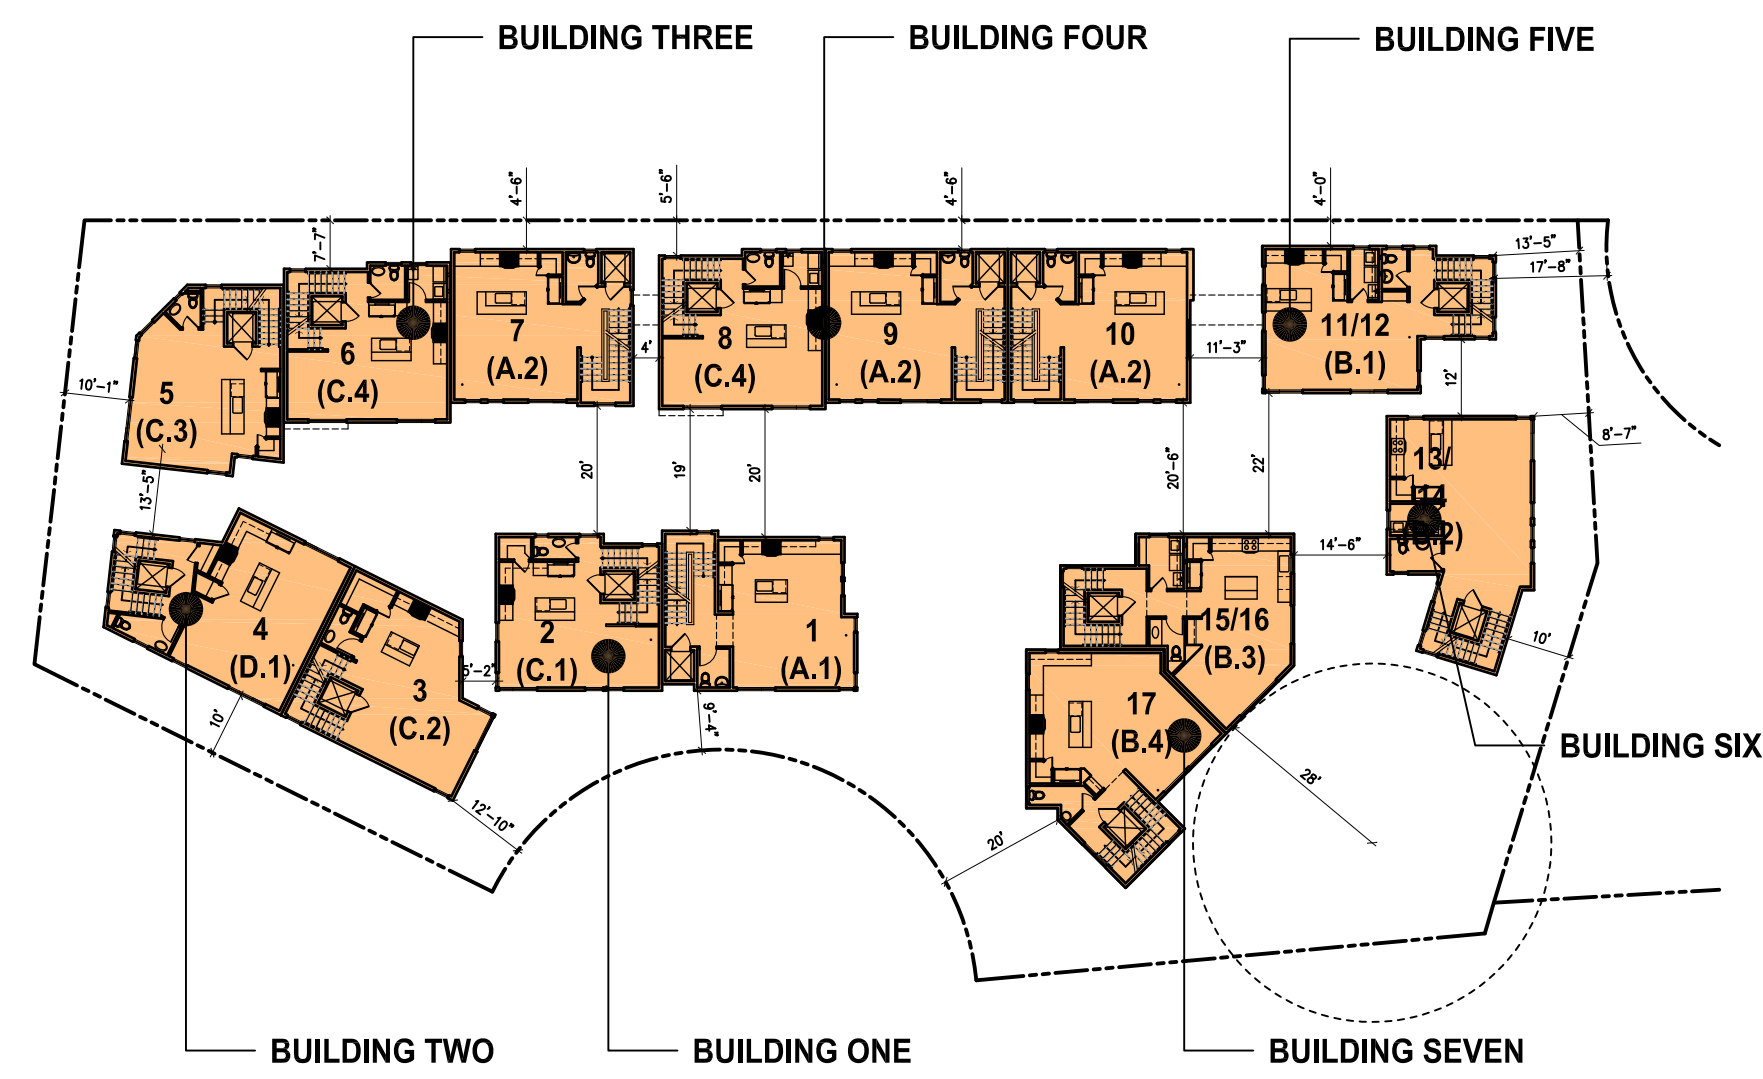 BUILDING THREE
BUILDING FOUR
BUILDING FIVE
4'-6"
5'-6"
4'-6"
4'-0"
7'-7"
13'-5"
17'-8"
7
(A.2)
8
(C.4)
9
(A.2)
10
(A.2)
11/12
(B.1)
6
(C.4)
5
(C.3)
10'-1"
4'
11'-3"
12'
8'-7"
13'-5"
20'
19'
20'
20'-6"
22'
13/
14
14'-6"
4
(D.1)
3
(C.2)
2
(C.1)
1
(A.1)
15/16
(B.3)
17
(B.4)
5'-2"
10'
9'-4"
10'
12'-10"
20'
28'
BUILDING SIX
BUILDING TWO
BUILDING ONE
BUILDING SEVEN